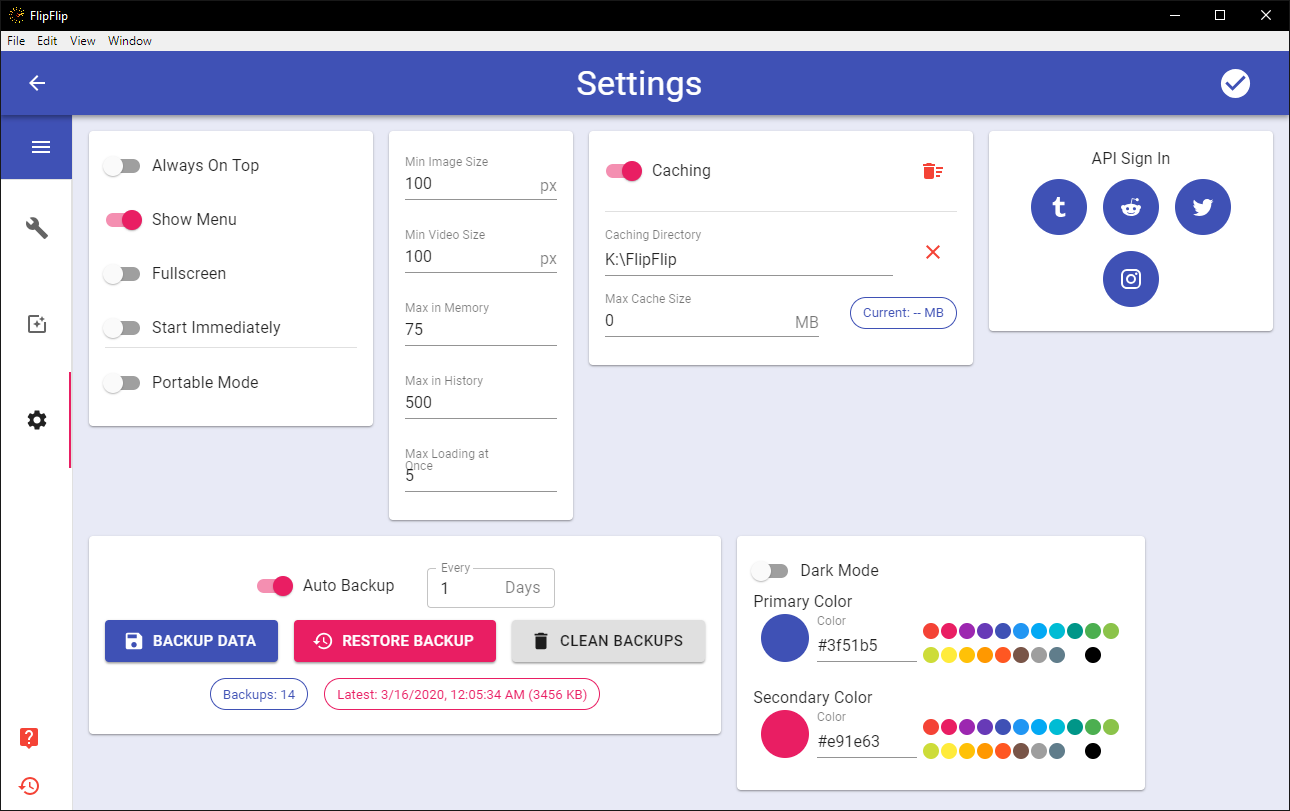 FlipFlip
File Edit View Window
Settings
Always On Top
Show Menu
Fullscreen
Start Immediately
Portable Mode
Min Image Size
100 px
Min Video Size
100 px
Max in Memory
75
Max in History
500
Max Loading at
Once
5
Caching
Caching Directory
K:\FlipFlip
Max Cache Size
0 MB
Current: -- MB
API Sign In
Auto Backup
Every
1 Days
BACKUP DATA
RESTORE BACKUP
CLEAN BACKUPS
Backups: 14
Latest: 3/16/2020, 12:05:34 AM (3456 KB)
Dark Mode
Primary Color
Color
#3f51b5
Secondary Color
Color
#e91e63